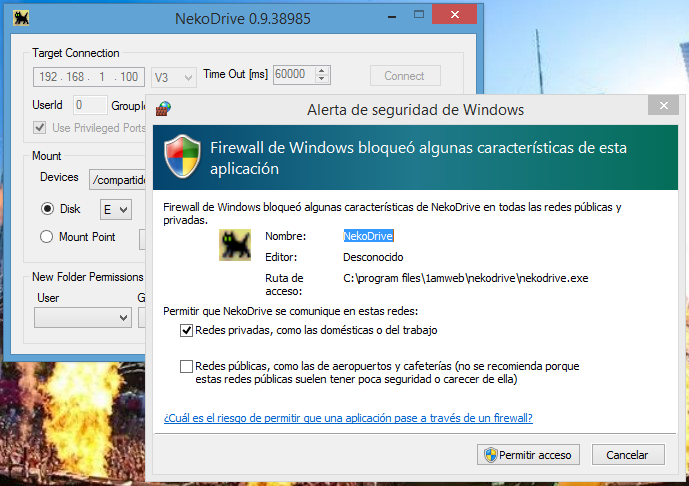 NekoDrive 0.9.38985
Target Connection
192 . 168 . 1 . 100
V3
Time Out [ms]
60000
Connect
UserId
0
Use Privileged Ports
Mount
Devices
Disk
E
Mount Point
New Folder Permissions
User
Alerta de seguridad de Windows
Firewall de Windows bloqueó algunas características de esta
aplicación
Firewall de Windows bloqueó algunas características de NekoDrive en todas las redes públicas y
privadas.
Nombre:
NekoDrive
Editor:
Desconocido
Ruta de
acceso:
C:\program files\1amweb\nekodrive\nekodrive.exe
Permitir que NekoDrive se comunique en estas redes:
Redes privadas, como las domésticas o del trabajo
Redes públicas, como las de aeropuertos y cafeterías (no se recomienda porque
estas redes públicas suelen tener poca seguridad o carecer de ella)
¿Cuál es el riesgo de permitir que una aplicación pase a través de un firewall?
Permitir acceso
Cancelar